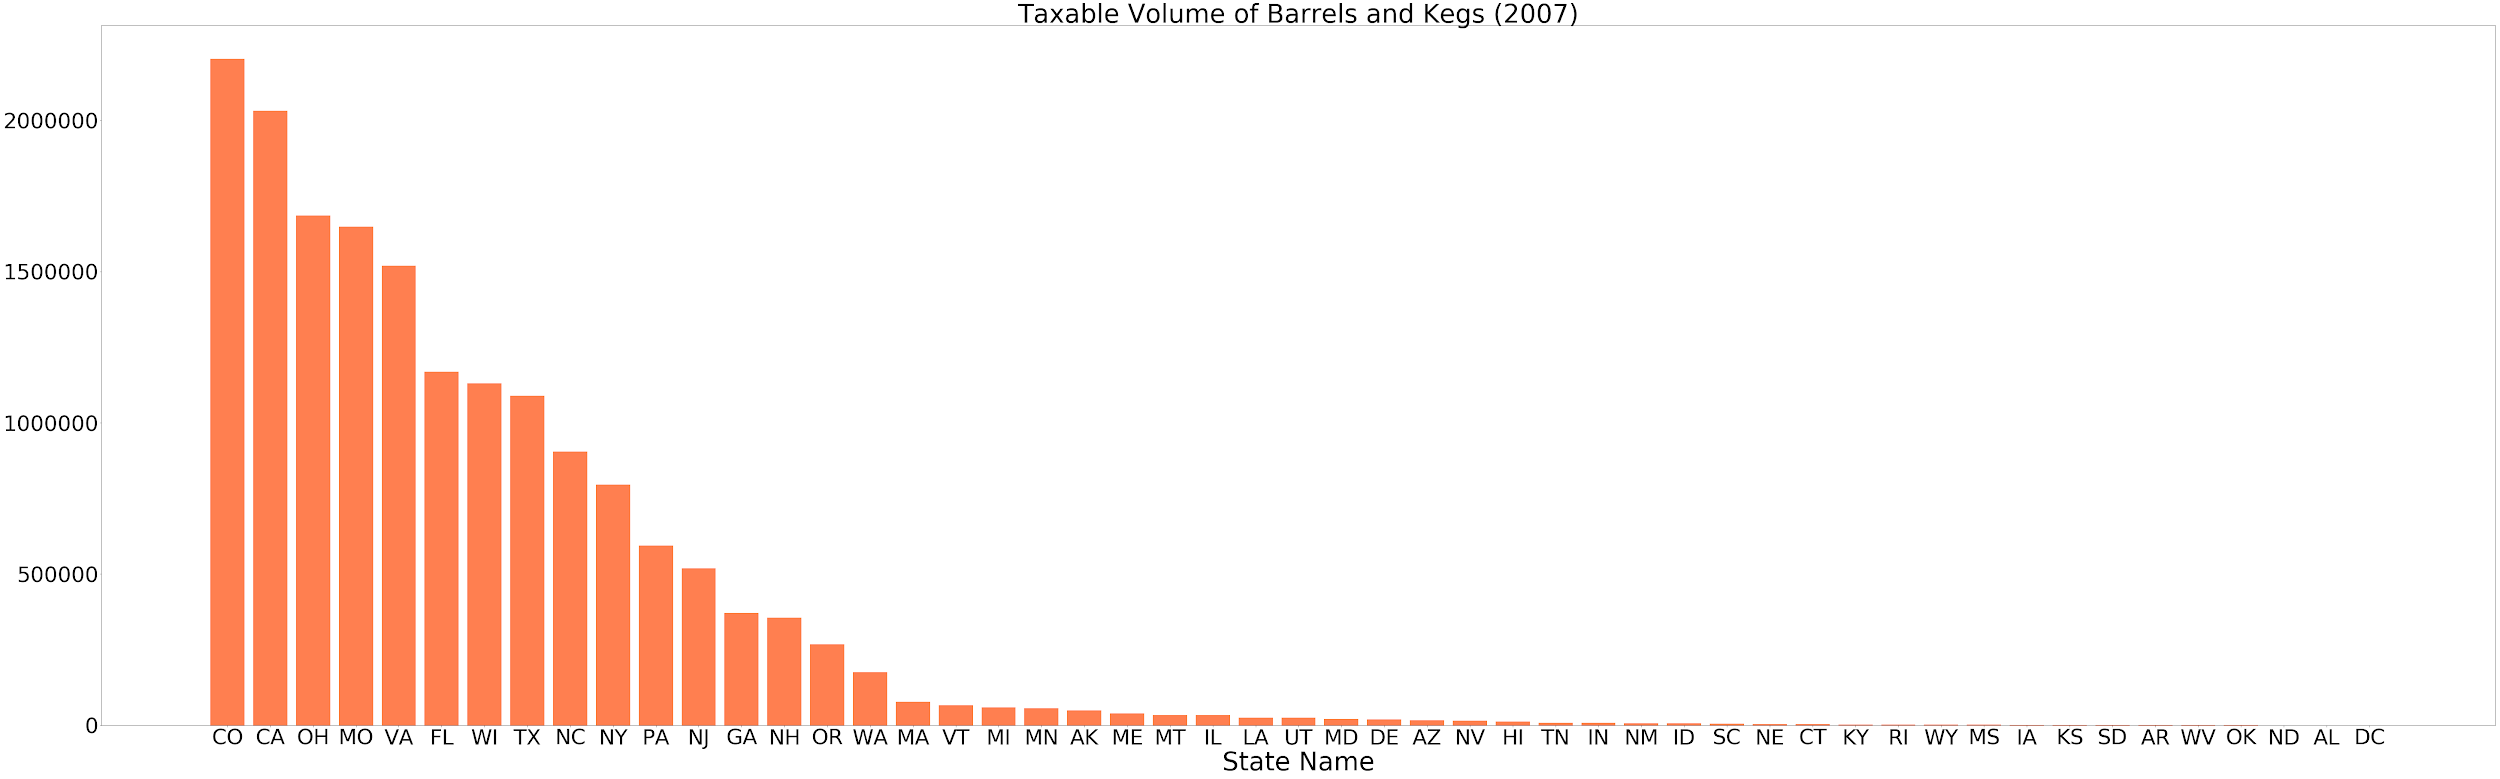 Taxable Volume of Barrels and Kegs (2007)
2000000
1500000
1000000
500000
0
CO CA OH MO VA FL WI TX NC NY PA NJ GA NH OR WA MA VT MI MN AK ME MT IL LA UT MD DE AZ NV HI TN IN NM ID SC NE CT KY RI WY MS IA KS SD AR WV OK ND AL DC
State Name